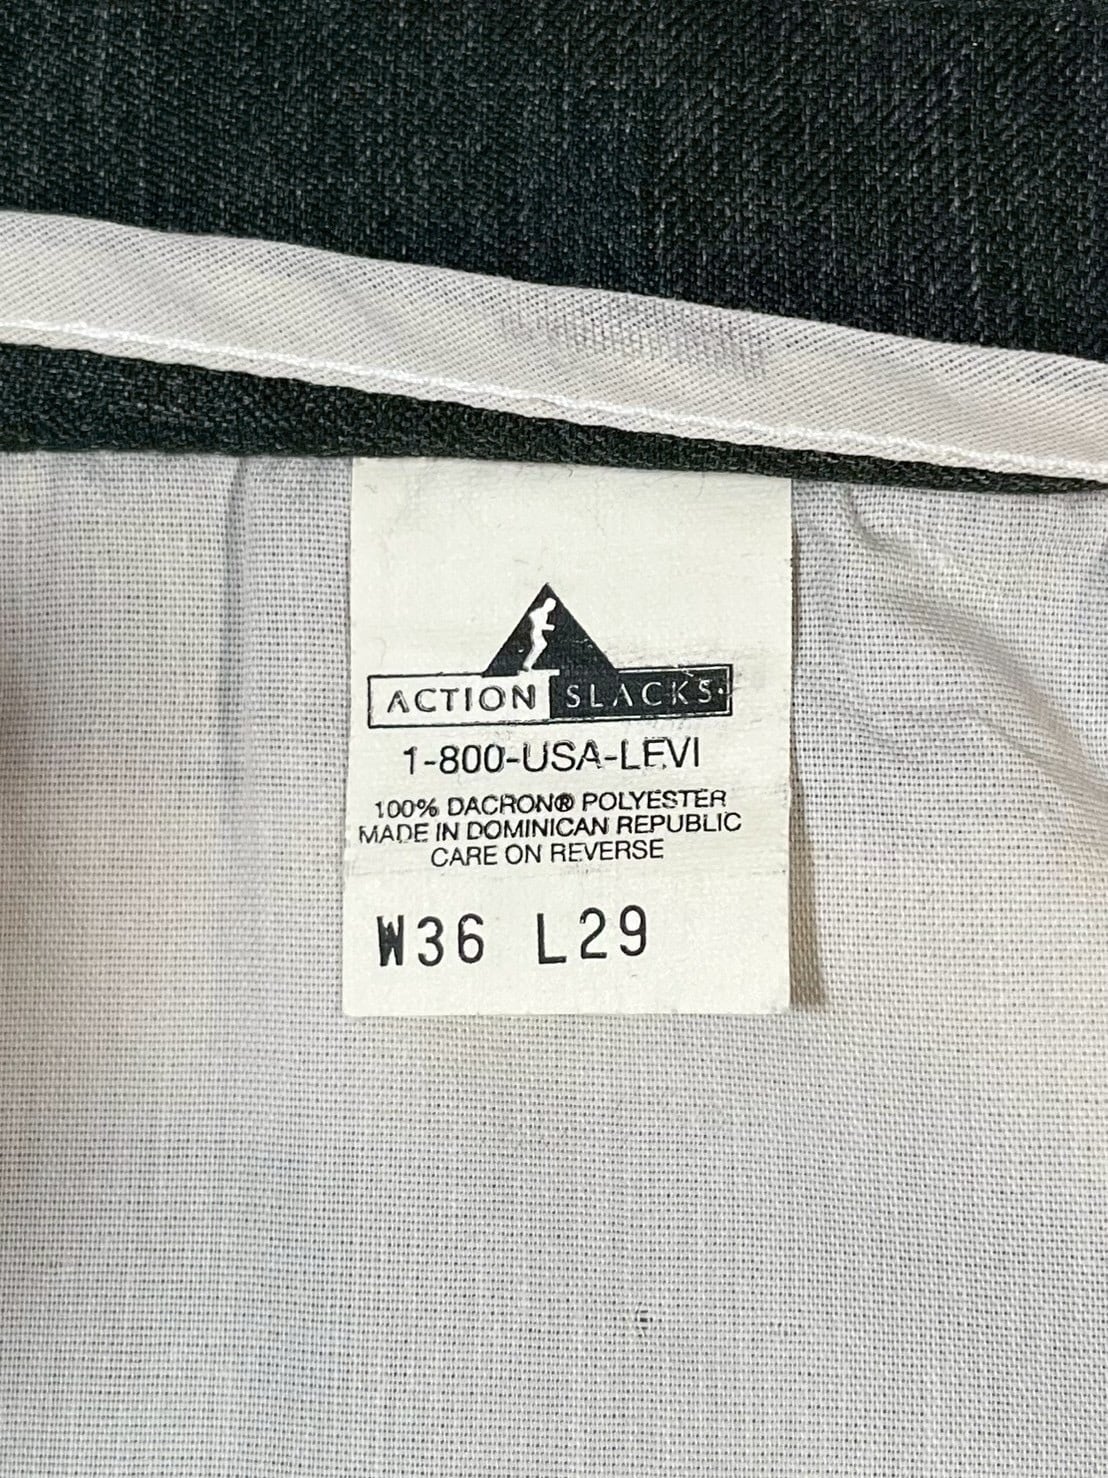 ACTION SLACKS
1-800-USA-LEVI
100% DACRON® POLYESTER
MADE IN DOMINICAN REPUBLIC
CARE ON REVERSE
W36 L29